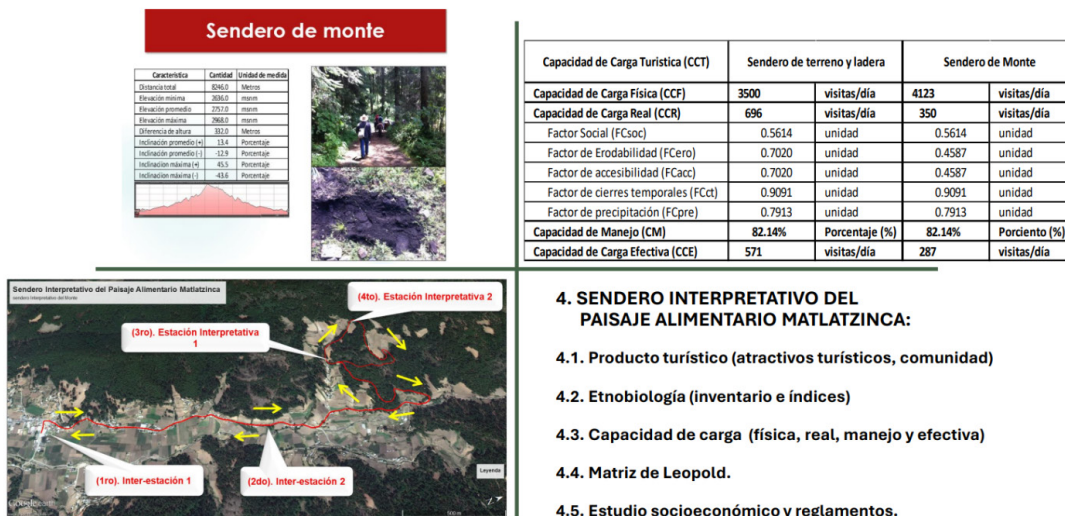 Sendero de monte
Característica Cantidad Unidad de medida
Distancia total 8246.0 Metros
Elevación minima 2636.0 msnm
Elevación promedio 2757.0 msnm
Elevación máxima 2968.0 msnm
Diferencia de altura 332.0 Metros
Inclinación promedio (+) 13.4 Porcentaje
Inclinación promedio (-) -12.9 Porcentaje
Inclinacion máxima (+) 45.5 Porcentaje
Inclinacion máxima (-) -43.6 Porcentaje
Capacidad de Carga Turistica (CCT) Sendero de terreno y ladera Sendero de Monte
Capacidad de Carga Física (CCF) 3500 visitas/día 4123 visitas/día
Capacidad de Carga Real (CCR) 696 visitas/día 350 visitas/día
Factor Social (FCsoc) 0.5614 unidad 0.5614 unidad
Factor de Erodabilidad (FCero) 0.7020 unidad 0.4587 unidad
Factor de accesibilidad (FCacc) 0.7020 unidad 0.4587 unidad
Factor de cierres temporales (FCct) 0.9091 unidad 0.9091 unidad
Factor de precipitación (FCpre) 0.7913 unidad 0.7913 unidad
Capacidad de Manejo (CM) 82.14% Porcentaje (%) 82.14% Porciento (%)
Capacidad de Carga Efectiva (CCE) 571 visitas/día 287 visitas/día
Sendero Interpretativo del Paisaje Alimentario Matlatzinca
sendero interpretativo del Monte
(4to). Estación Interpretativa 2
(3ro). Estación Interpretativa
1
(1ro). Inter-estación 1
(2do). Inter-estación 2
Leyenda
Google earth
4. SENDERO INTERPRETATIVO DEL
PAISAJE ALIMENTARIO MATLATZINCA:
4.1. Producto turístico (atractivos turísticos, comunidad)
4.2. Etnobiología (inventario e índices)
4.3. Capacidad de carga (física, real, manejo y efectiva)
4.4. Matriz de Leopold.
4.5. Estudio socioeconómico y reglamentos.